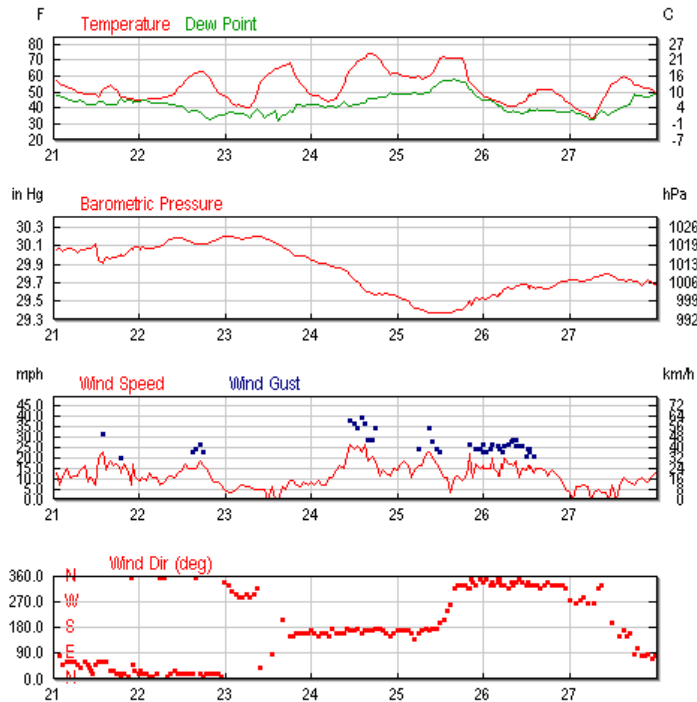 F C
Temperature Dew Point
80 27
70 21
60 16
50 10
40 4
30 -1
20 -7
21 22 23 24 25 26 27
in Hg hPa
Barometric Pressure
30.3 1026
30.1 1019
29.9 1013
29.7 1006
29.5 999
29.3 992
21 22 23 24 25 26 27
mph km/h
Wind Speed Wind Gust
45.0 72
40.0 64
35.0 56
30.0 48
25.0 40
20.0 32
15.0 24
10.0 16
5.0 8
0.0 0
21 22 23 24 25 26 27
Wind Dir (deg)
360.0 N
270.0 W
180.0 S
90.0 E
0.0 N
21 22 23 24 25 26 27